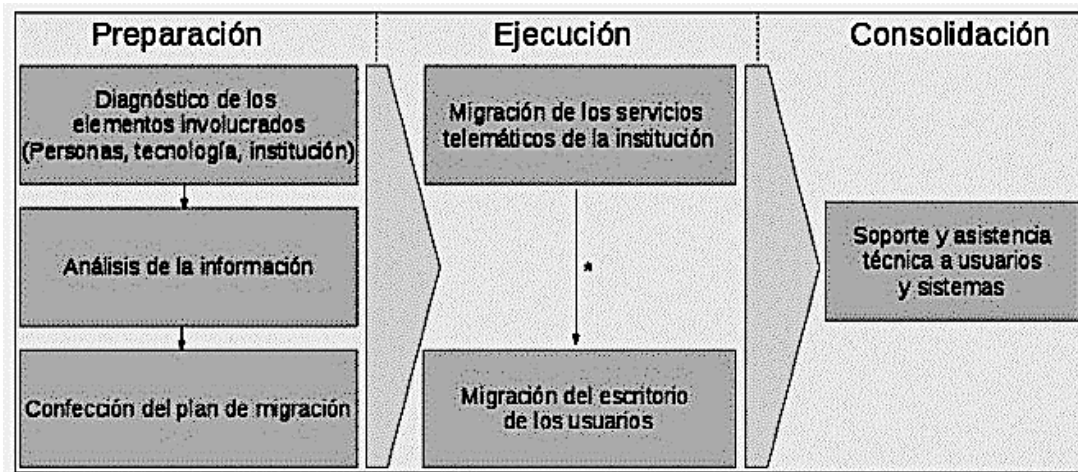 Preparación
Ejecución
Consolidación
Diagnóstico de los
elementos involucrados
(Personas, tecnología, institución)
Análisis de la información
Confección del plan de migración
Migración de los servicios
telemáticos de la institución
*
Migración del escritorio
de los usuarios
Soporte y asistencia
técnica a usuarios
y sistemas